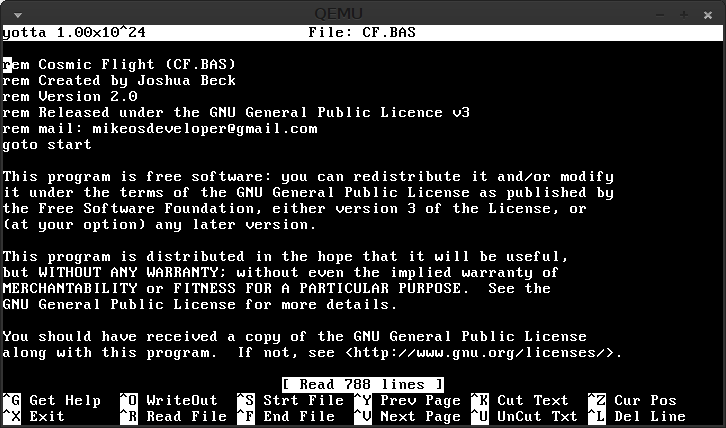 QEMU
yotta 1.00x10^24 File: CF.BAS
rem Cosmic Flight (CF.BAS)
rem Created by Joshua Beck
rem Version 2.0
rem Released under the GNU General Public Licence v3
rem mail: mikeosdeveloper@gmail.com
goto start
This program is free software: you can redistribute it and/or modify
it under the terms of the GNU General Public License as published by
the Free Software Foundation, either version 3 of the License, or
(at your option) any later version.
This program is distributed in the hope that it will be useful,
but WITHOUT ANY WARRANTY; without even the implied warranty of
MERCHANTABILITY or FITNESS FOR A PARTICULAR PURPOSE.  See the
GNU General Public License for more details.
You should have received a copy of the GNU General Public License
along with this program.  If not, see <http://www.gnu.org/licenses/>.
[ Read 788 lines ]
^G Get Help ^O WriteOut ^S Strt File ^Y Prev Page ^K Cut Text ^Z Cur Pos
^X Exit ^R Read File ^F End File ^V Next Page ^U UnCut Txt ^L Del Line